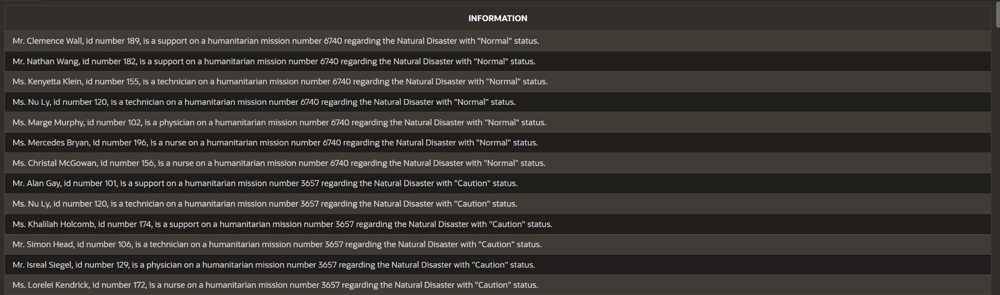 INFORMATION
Mr. Clemence Wall, id number 189, is a support on a humanitarian mission number 6740 regarding the Natural Disaster with "Normal" status.
Mr. Nathan Wang, id number 182, is a support on a humanitarian mission number 6740 regarding the Natural Disaster with "Normal" status.
Ms. Kenyetta Klein, id number 155, is a technician on a humanitarian mission number 6740 regarding the Natural Disaster with "Normal" status.
Ms. Nu Ly, id number 120, is a technician on a humanitarian mission number 6740 regarding the Natural Disaster with "Normal" status.
Ms. Marge Murphy, id number 102, is a physician on a humanitarian mission number 6740 regarding the Natural Disaster with "Normal" status.
Ms. Mercedes Bryan, id number 196, is a nurse on a humanitarian mission number 6740 regarding the Natural Disaster with "Normal" status.
Ms. Christal McGowan, id number 156, is a nurse on a humanitarian mission number 6740 regarding the Natural Disaster with "Normal" status.
Mr. Alan Gay, id number 101, is a support on a humanitarian mission number 3657 regarding the Natural Disaster with "Caution" status.
Ms. Nu Ly, id number 120, is a technician on a humanitarian mission number 3657 regarding the Natural Disaster with "Caution" status.
Ms. Khalilah Holcomb, id number 174, is a support on a humanitarian mission number 3657 regarding the Natural Disaster with "Caution" status.
Mr. Simon Head, id number 106, is a technician on a humanitarian mission number 3657 regarding the Natural Disaster with "Caution" status.
Mr. Isreal Siegel, id number 129, is a physician on a humanitarian mission number 3657 regarding the Natural Disaster with "Caution" status.
Ms. Lorelei Kendrick, id number 172, is a nurse on a humanitarian mission number 3657 regarding the Natural Disaster with "Caution" status.